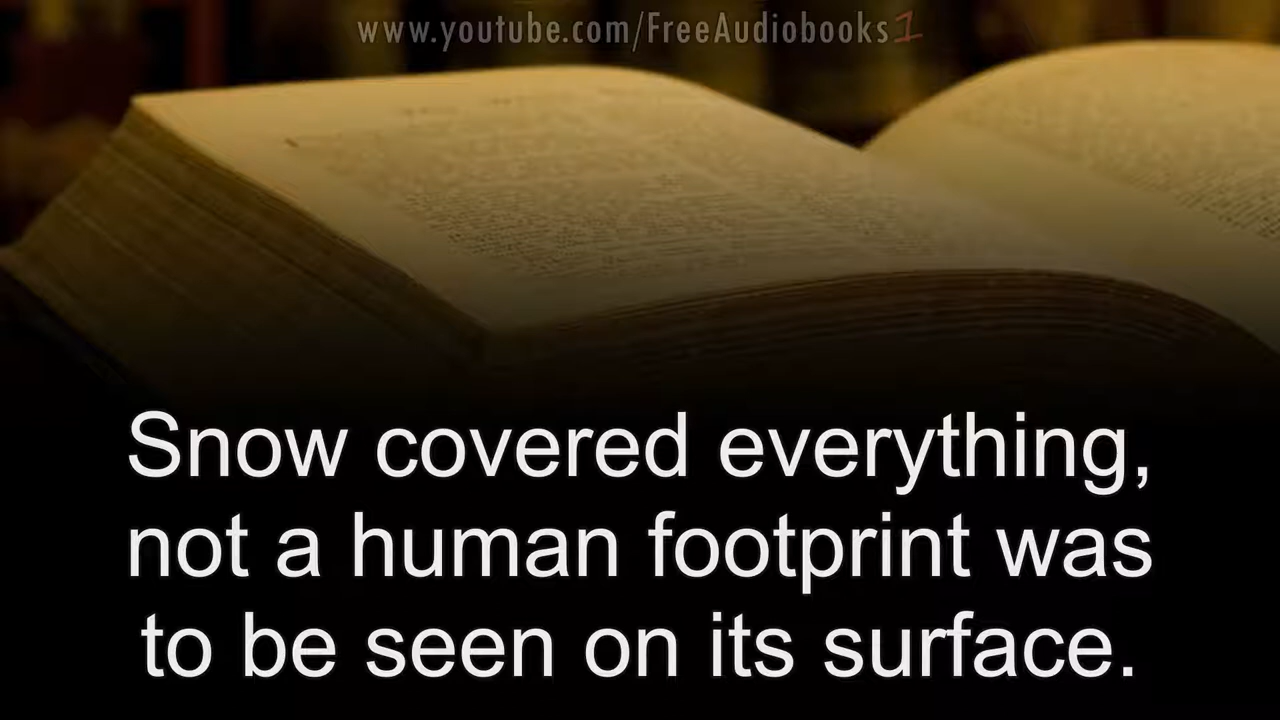 www.youtube.com/FreeAudiobooks1
Snow covered everything,
not a human footprint was
to be seen on its surface.